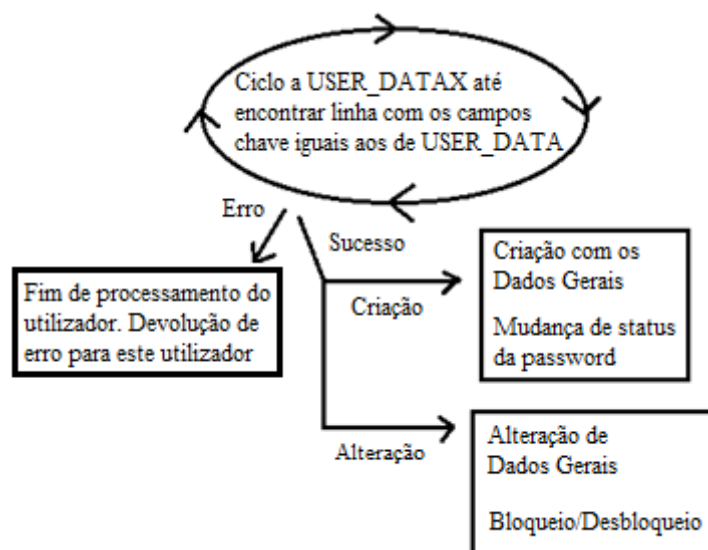 Ciclo a USER_DATAX até
encontrar linha com os campos
chave iguais aos de USER_DATA
Erro
Sucesso
Fim de processamento do
utilizador. Devolução de
erro para este utilizador
Criação
Criação com os
Dados Gerais
Mudança de status
da password
Alteração
Alteração de
Dados Gerais
Bloqueio/Desbloqueio